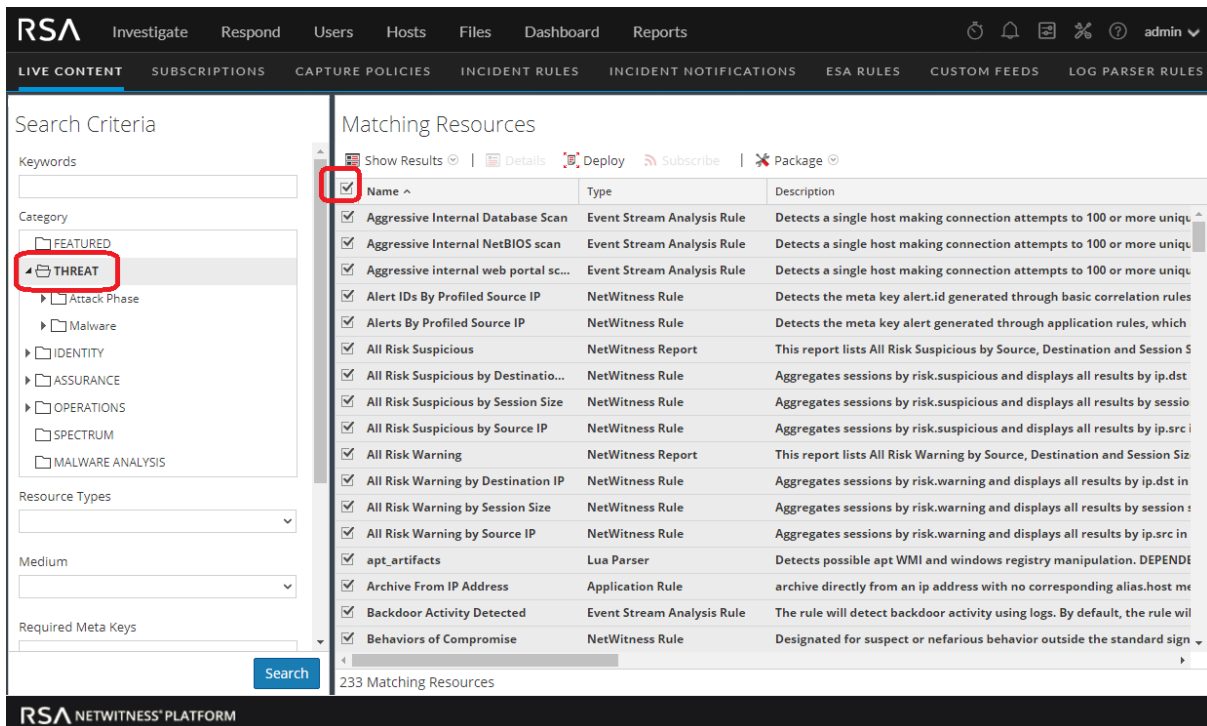 RSA Investigate Respond Users Hosts Files Dashboard Reports admin
LIVE CONTENT SUBSCRIPTIONS CAPTURE POLICIES INCIDENT RULES INCIDENT NOTIFICATIONS ESA RULES CUSTOM FEEDS LOG PARSER RULES
Search Criteria
Keywords
Category
FEATURED
THREAT
Attack Phase
Malware
IDENTITY
ASSURANCE
OPERATIONS
SPECTRUM
MALWARE ANALYSIS
Resource Types
Medium
Required Meta Keys
Search
Matching Resources
Show Results | Details Deploy Subscribe | Package
Name Type Description
Aggressive Internal Database Scan Event Stream Analysis Rule Detects a single host making connection attempts to 100 or more uniqu
Aggressive Internal NetBIOS scan Event Stream Analysis Rule Detects a single host making connection attempts to 100 or more uniqu
Aggressive internal web portal sc... Event Stream Analysis Rule Detects a single host making connection attempts to 100 or more uniqu
Alert IDs By Profiled Source IP NetWitness Rule Detects the meta key alert.id generated through basic correlation rules
Alerts By Profiled Source IP NetWitness Rule Detects the meta key alert generated through application rules, which
All Risk Suspicious NetWitness Report This report lists All Risk Suspicious by Source, Destination and Session S
All Risk Suspicious by Destinatio... NetWitness Rule Aggregates sessions by risk.suspicious and displays all results by ip.dst
All Risk Suspicious by Session Size NetWitness Rule Aggregates sessions by risk.suspicious and displays all results by sessio
All Risk Suspicious by Source IP NetWitness Rule Aggregates sessions by risk.suspicious and displays all results by ip.src i
All Risk Warning NetWitness Report This report lists All Risk Warning by Source, Destination and Session Siz
All Risk Warning by Destination IP NetWitness Rule Aggregates sessions by risk.warning and displays all results by ip.dst in
All Risk Warning by Session Size NetWitness Rule Aggregates sessions by risk.warning and displays all results by session s
All Risk Warning by Source IP NetWitness Rule Aggregates sessions by risk.warning and displays all results by ip.src in
apt_artifacts Lua Parser Detects possible apt WMI and windows registry manipulation. DEPENDE
Archive From IP Address Application Rule archive directly from an ip address with no corresponding alias.host me
Backdoor Activity Detected Event Stream Analysis Rule The rule will detect backdoor activity using logs. By default, the rule wil
Behaviors of Compromise NetWitness Rule Designated for suspect or nefarious behavior outside the standard sign
233 Matching Resources
RSA NETWITNESS® PLATFORM